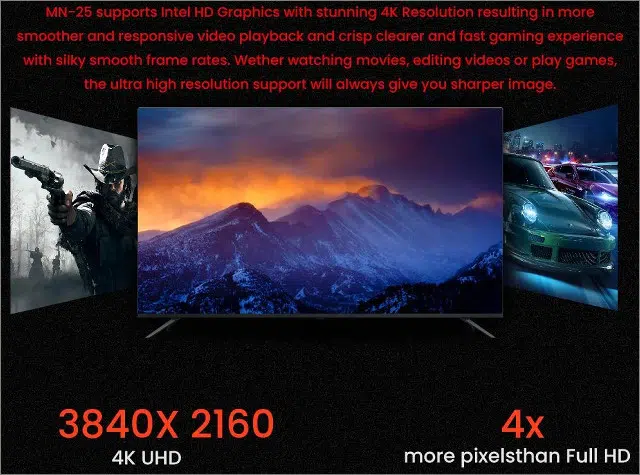 MN-25 supports Intel HD Graphics with stunning 4K Resolution resulting in more
smoother and responsive video playback and crisp clearer and fast gaming experience
with silky smooth frame rates. Wether watching movies, editing videos or play games,
the ultra high resolution support will always give you sharper image.
3840X 2160
4K UHD
4x
more pixelsthan Full HD